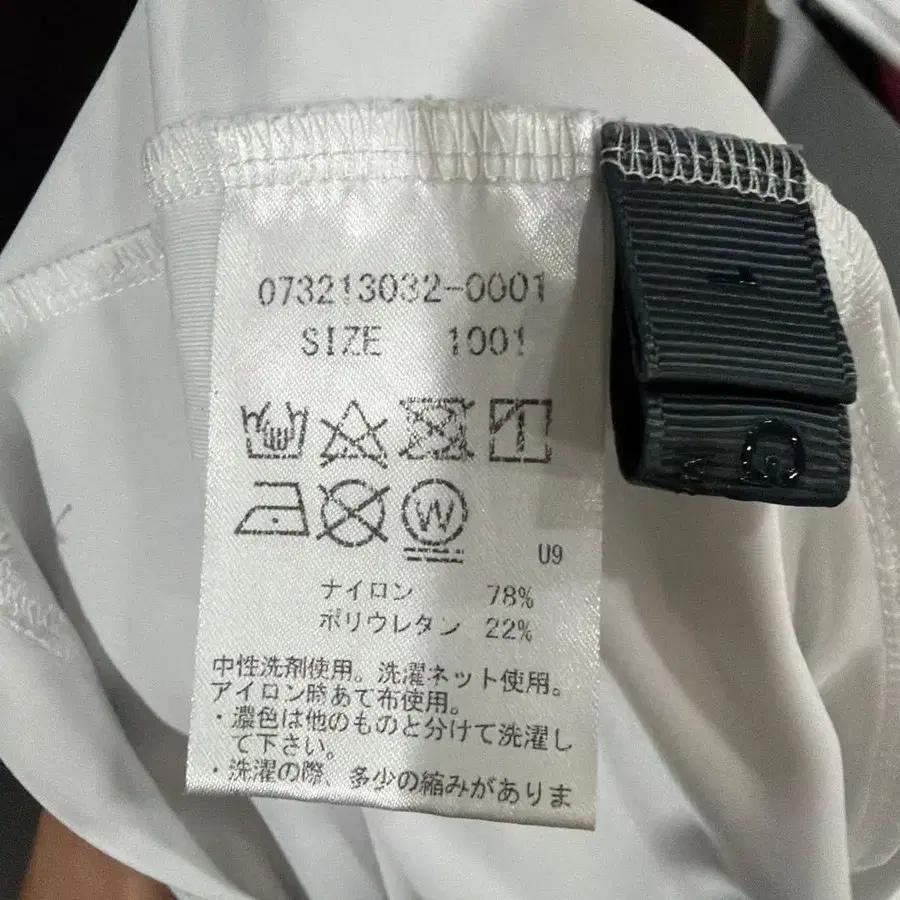 073213032-0001
SIZE 1001
W
U9
ナイロン 78%
ポリウレタン 22%
中性洗剤使用。洗濯ネット使用。
アイロン時あて布使用。
・濃色は他のものと分けて洗濯し
て下さい。
・洗濯の際、多少の縮みがありま